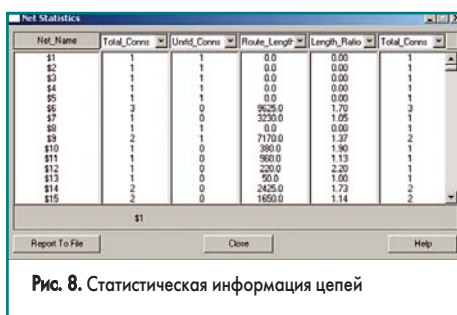 Net Statistics
Net_Name Total_Conns Unrtd_Conns Route_Length Length_Ratio Total_Conns
$1 1 1 0.0 0.00 1
$2 1 1 0.0 0.00 1
$3 1 1 0.0 0.00 1
$4 1 1 0.0 0.00 1
$5 1 1 0.0 0.00 1
$6 3 0 9625.0 1.70 3
$7 1 0 3230.0 1.05 1
$8 1 1 0.0 0.00 1
$9 2 1 7170.0 1.37 2
$10 1 0 380.0 1.90 1
$11 1 0 960.0 1.13 1
$12 1 0 220.0 2.20 1
$13 1 0 50.0 1.00 1
$14 2 0 2425.0 1.73 2
$15 2 0 1650.0 1.14 2
$1
Report To File Close Help
Рис. 8. Статистическая информация цепей